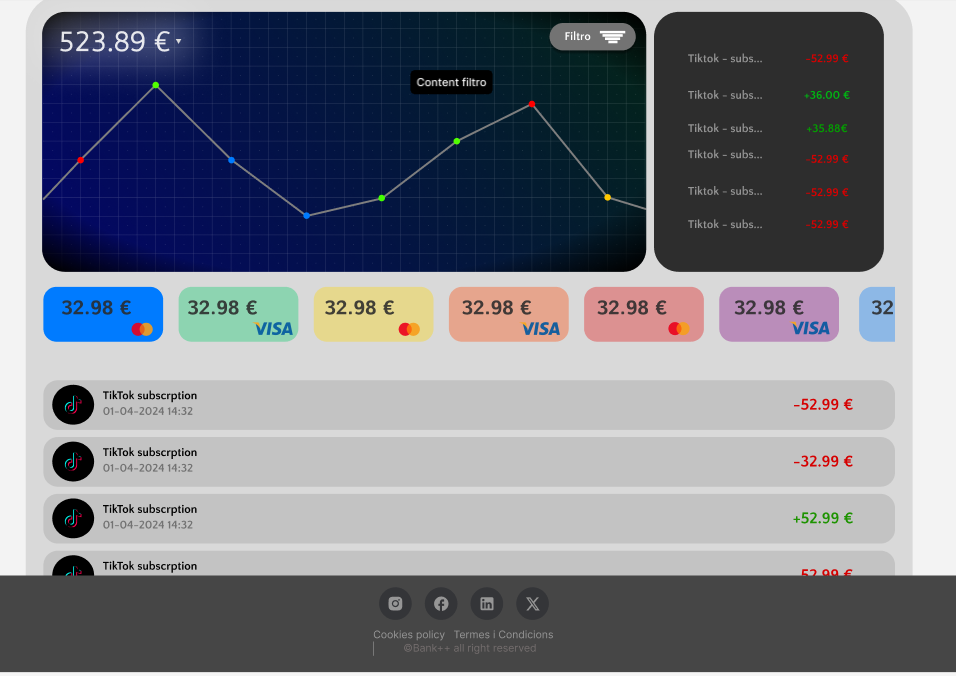 523.89 € ▾
Filtro
Content filtro
Tiktok - subs... -52.99 €
Tiktok - subs... +36.00 €
Tiktok - subs... +35.88€
Tiktok - subs... -52.99 €
Tiktok - subs... -52.99 €
Tiktok - subs... -52.99 €
32.98 € 32.98 € 32.98 € 32.98 € 32.98 € 32.98 € 32
VISA VISA VISA
TikTok subscrption
01-04-2024 14:32
-52.99 €
TikTok subscrption
01-04-2024 14:32
-32.99 €
TikTok subscrption
01-04-2024 14:32
+52.99 €
TikTok subscrption
52.99 €
Cookies policy Termes i Condicions
©Bank++ all right reserved